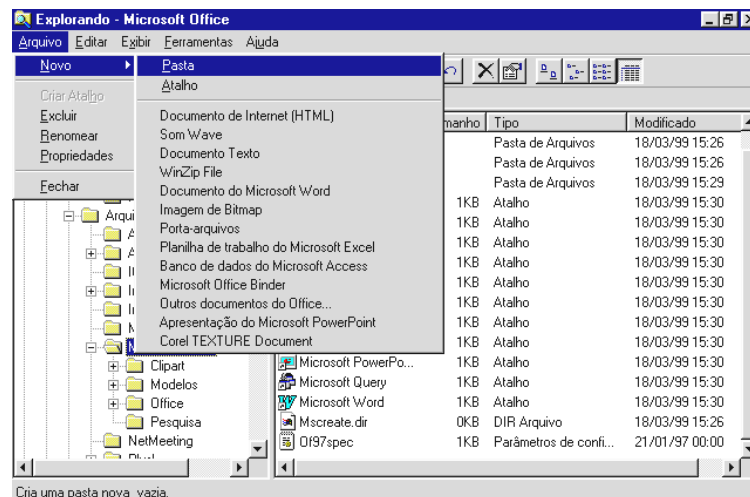 Explorando - Microsoft Office
Arquivo Editar Exibir Ferramentas Ajuda
Novo
Criar Atalho
Excluir
Renomear
Propriedades
Fechar
Pasta
Atalho
Documento de Internet (HTML)
Som Wave
Documento Texto
WinZip File
Documento do Microsoft Word
Imagem de Bitmap
Porta-arquivos
Planilha de trabalho do Microsoft Excel
Banco de dados do Microsoft Access
Microsoft Office Binder
Outros documentos do Office...
Apresentação do Microsoft PowerPoint
Corel TEXTURE Document
Clipart
Modelos
Office
Pesquisa
NetMeeting
Tipo Modificado
Pasta de Arquivos 18/03/99 15:26
Pasta de Arquivos 18/03/99 15:26
Pasta de Arquivos 18/03/99 15:29
1KB Atalho 18/03/99 15:30
1KB Atalho 18/03/99 15:30
1KB Atalho 18/03/99 15:30
1KB Atalho 18/03/99 15:30
1KB Atalho 18/03/99 15:30
1KB Atalho 18/03/99 15:30
1KB Atalho 18/03/99 15:30
1KB Atalho 18/03/99 15:30
Microsoft PowerPo... 1KB Atalho 18/03/99 15:30
Microsoft Query 1KB Atalho 18/03/99 15:30
Microsoft Word 1KB Atalho 18/03/99 15:30
Mscreate.dir 0KB DIR Arquivo 18/03/99 15:26
Of97spec 1KB Parâmetros de confi... 21/01/97 00:00
Cria uma pasta nova vazia.